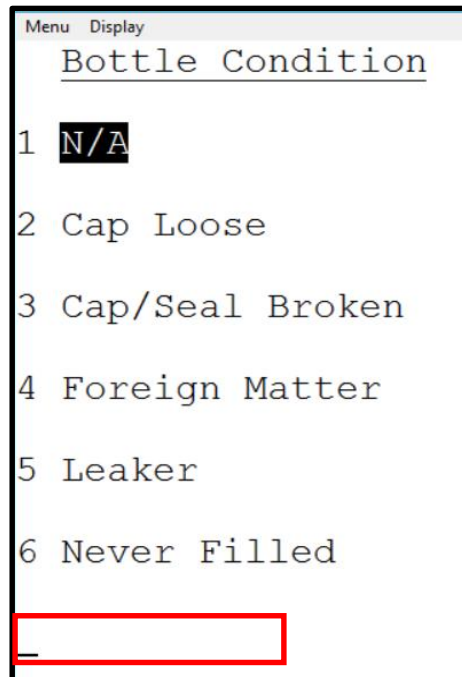 Menu Display
Bottle Condition
1 N/A
2 Cap Loose
3 Cap/Seal Broken
4 Foreign Matter
5 Leaker
6 Never Filled
_